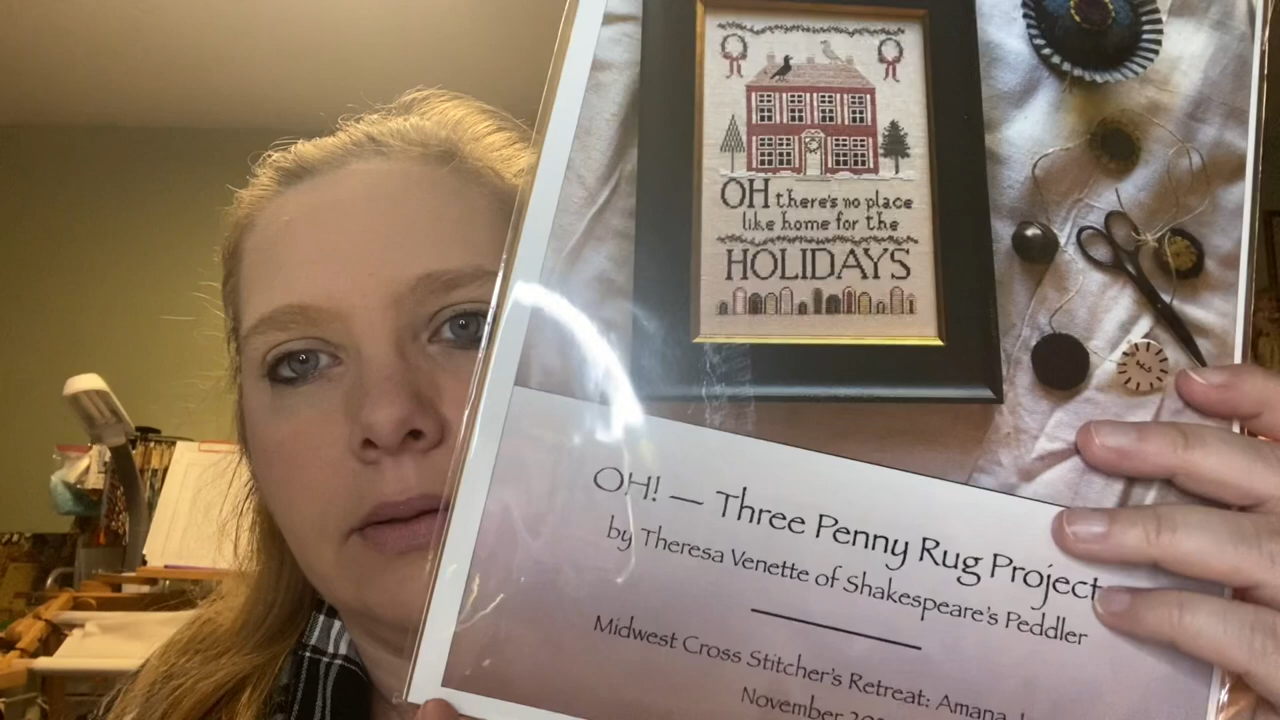 OH there's no place
like home for the
HOLIDAYS
OH! — Three Penny Rug Project
by Theresa Venette of Shakespeare's Peddler
Midwest Cross Stitcher's Retreat: Amana,
November